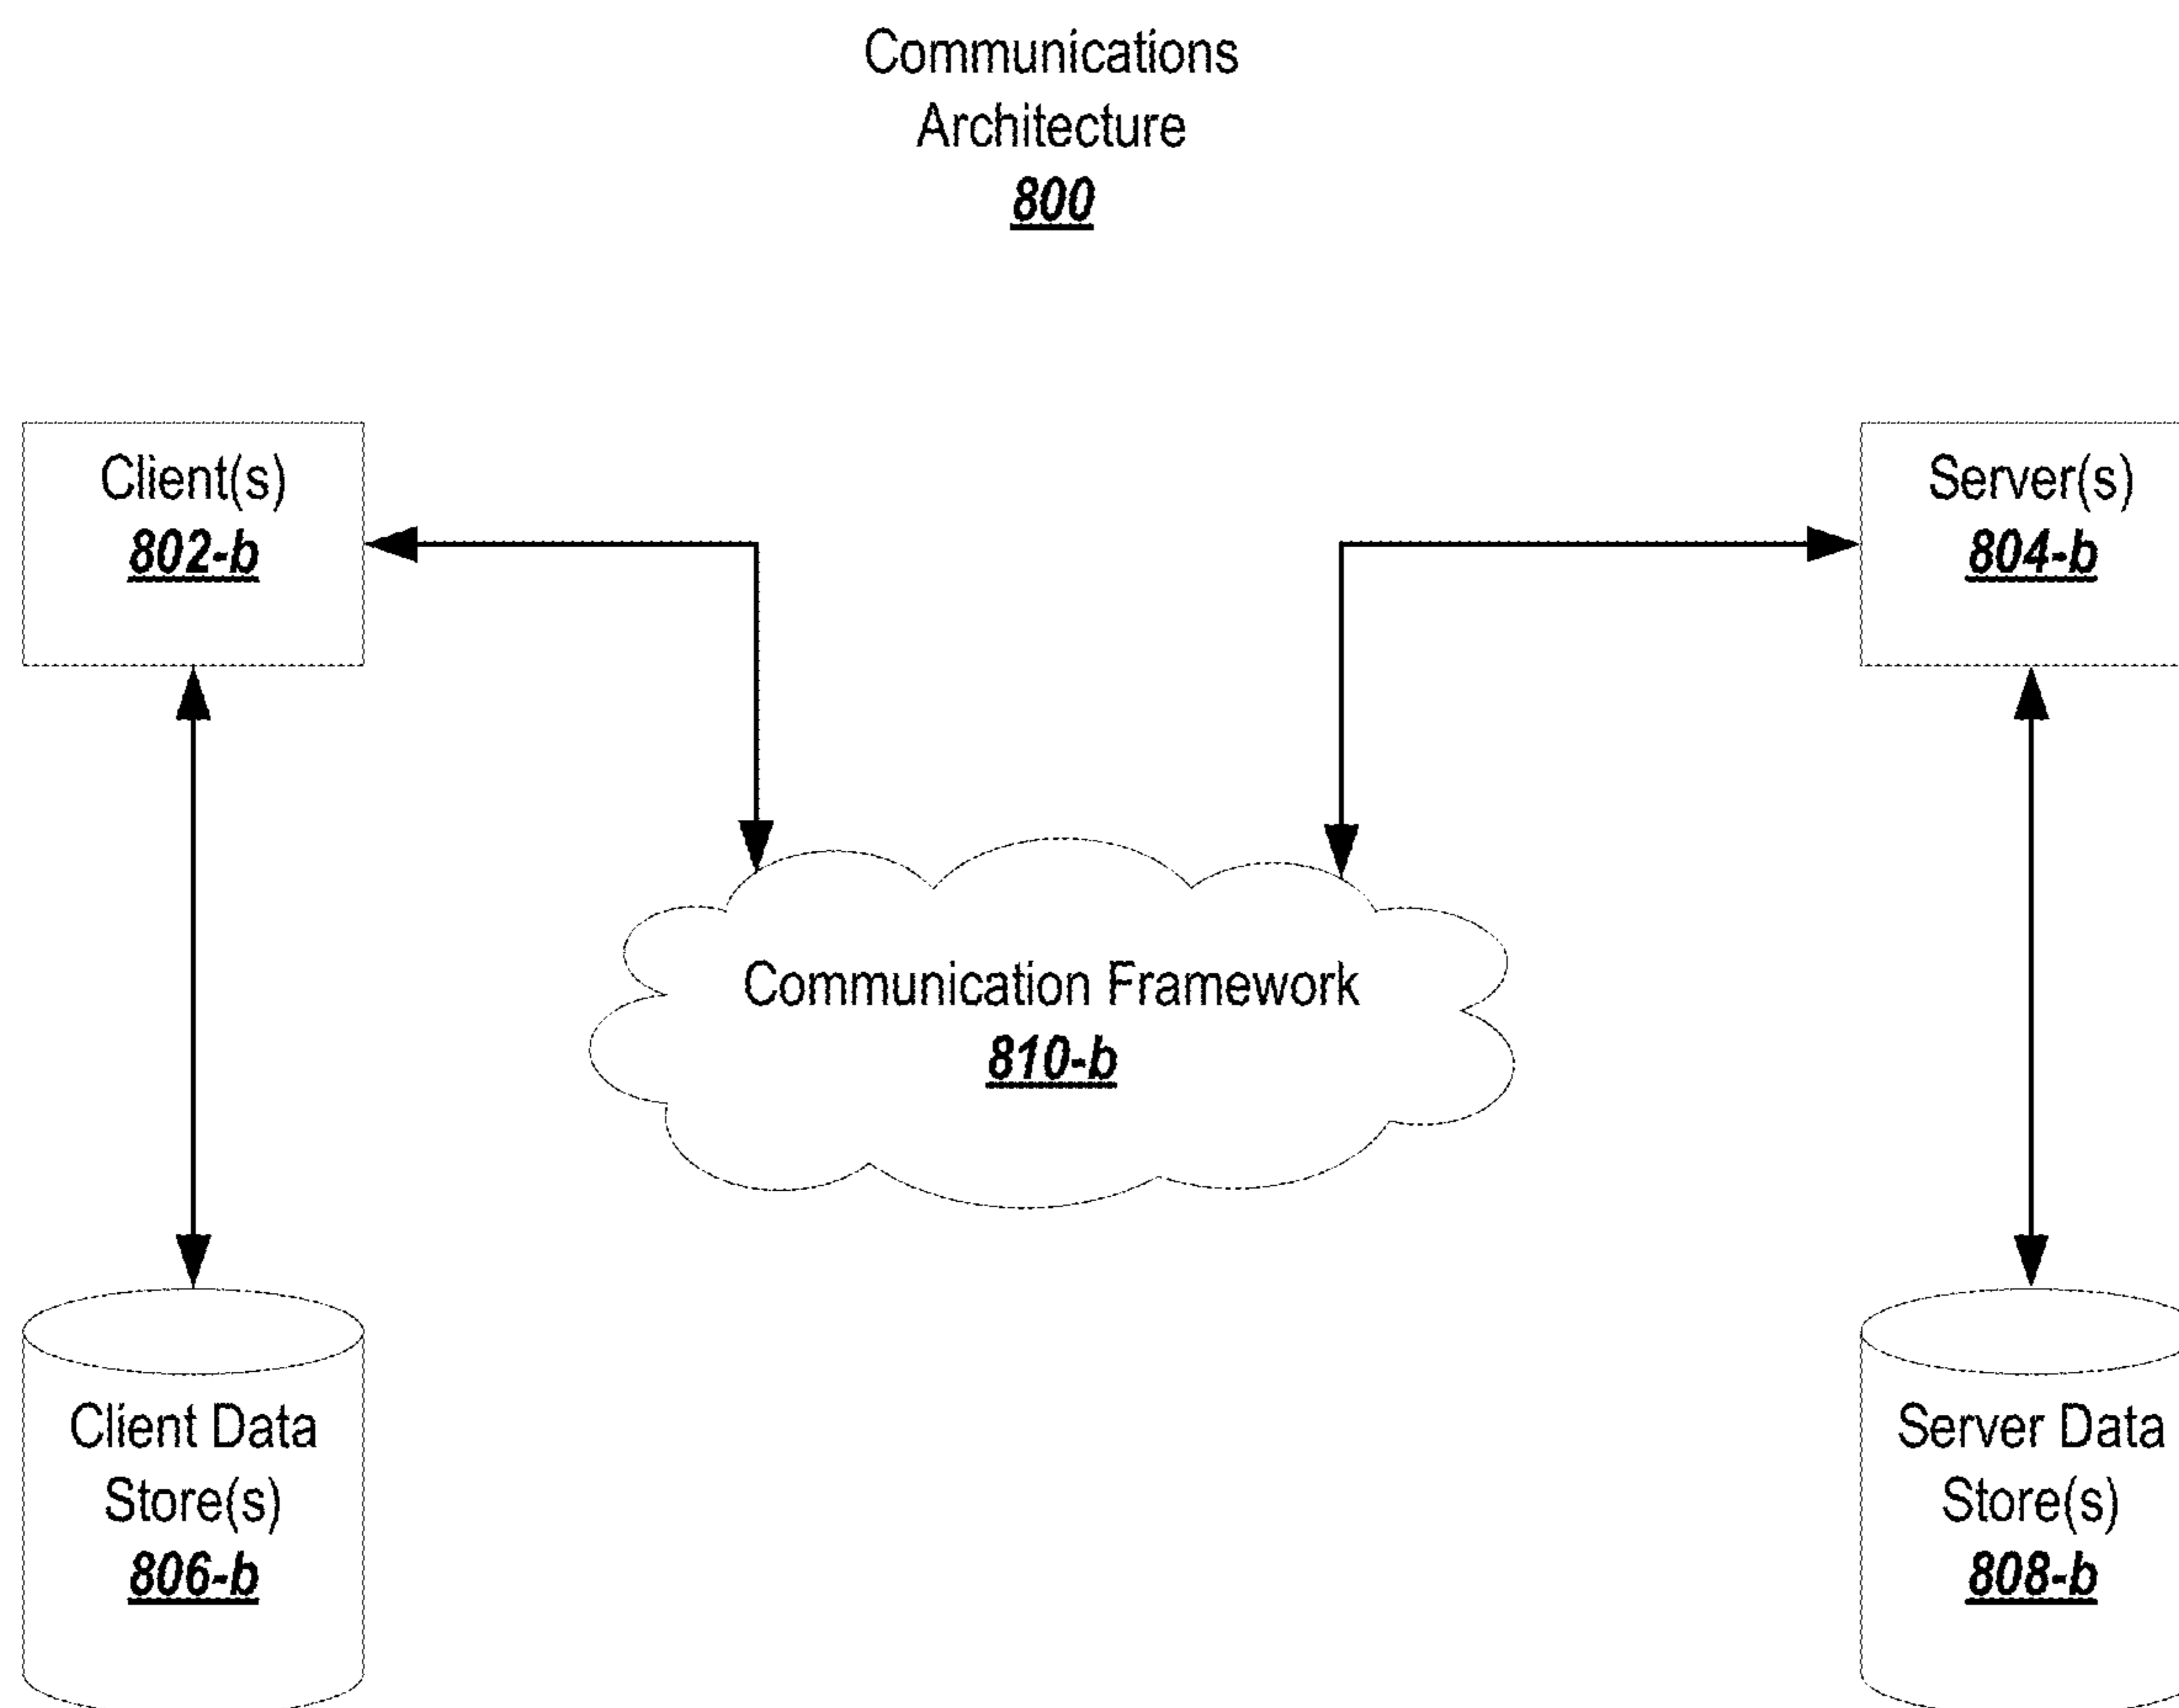 Communications
Architecture
800
Client(s)
802-b
Server(s)
804-b
Communication Framework
810-b
Client Data
Store(s)
806-b
Server Data
Store(s)
808-b